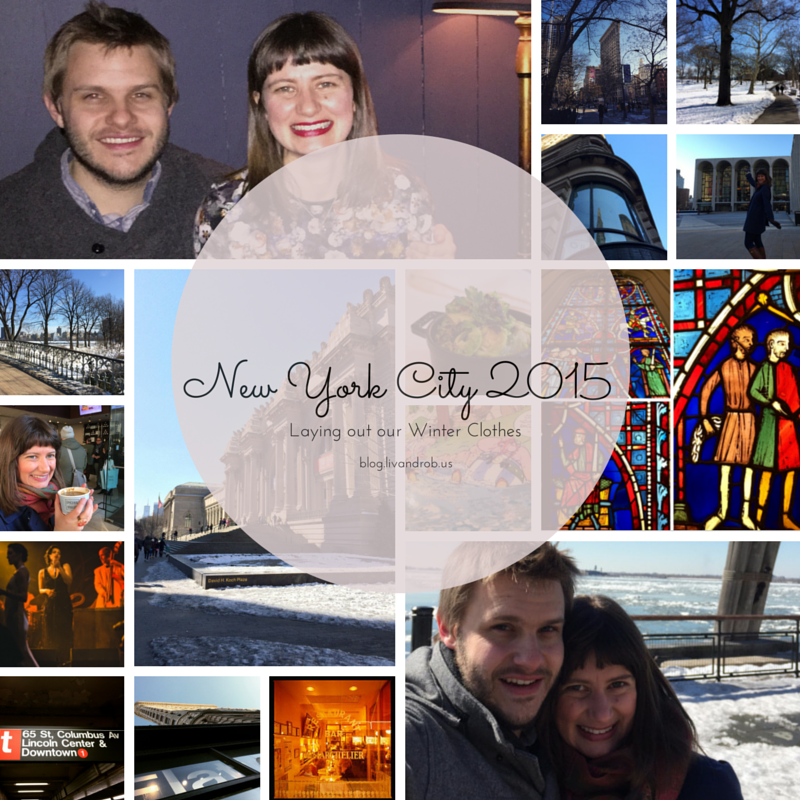 New York City 2015
Laying out our Winter Clothes
blog.livandrob.us
David H. Koch Plaza
t
65 St, Columbus Av
Lincoln Center &
Downtown 1
BAR